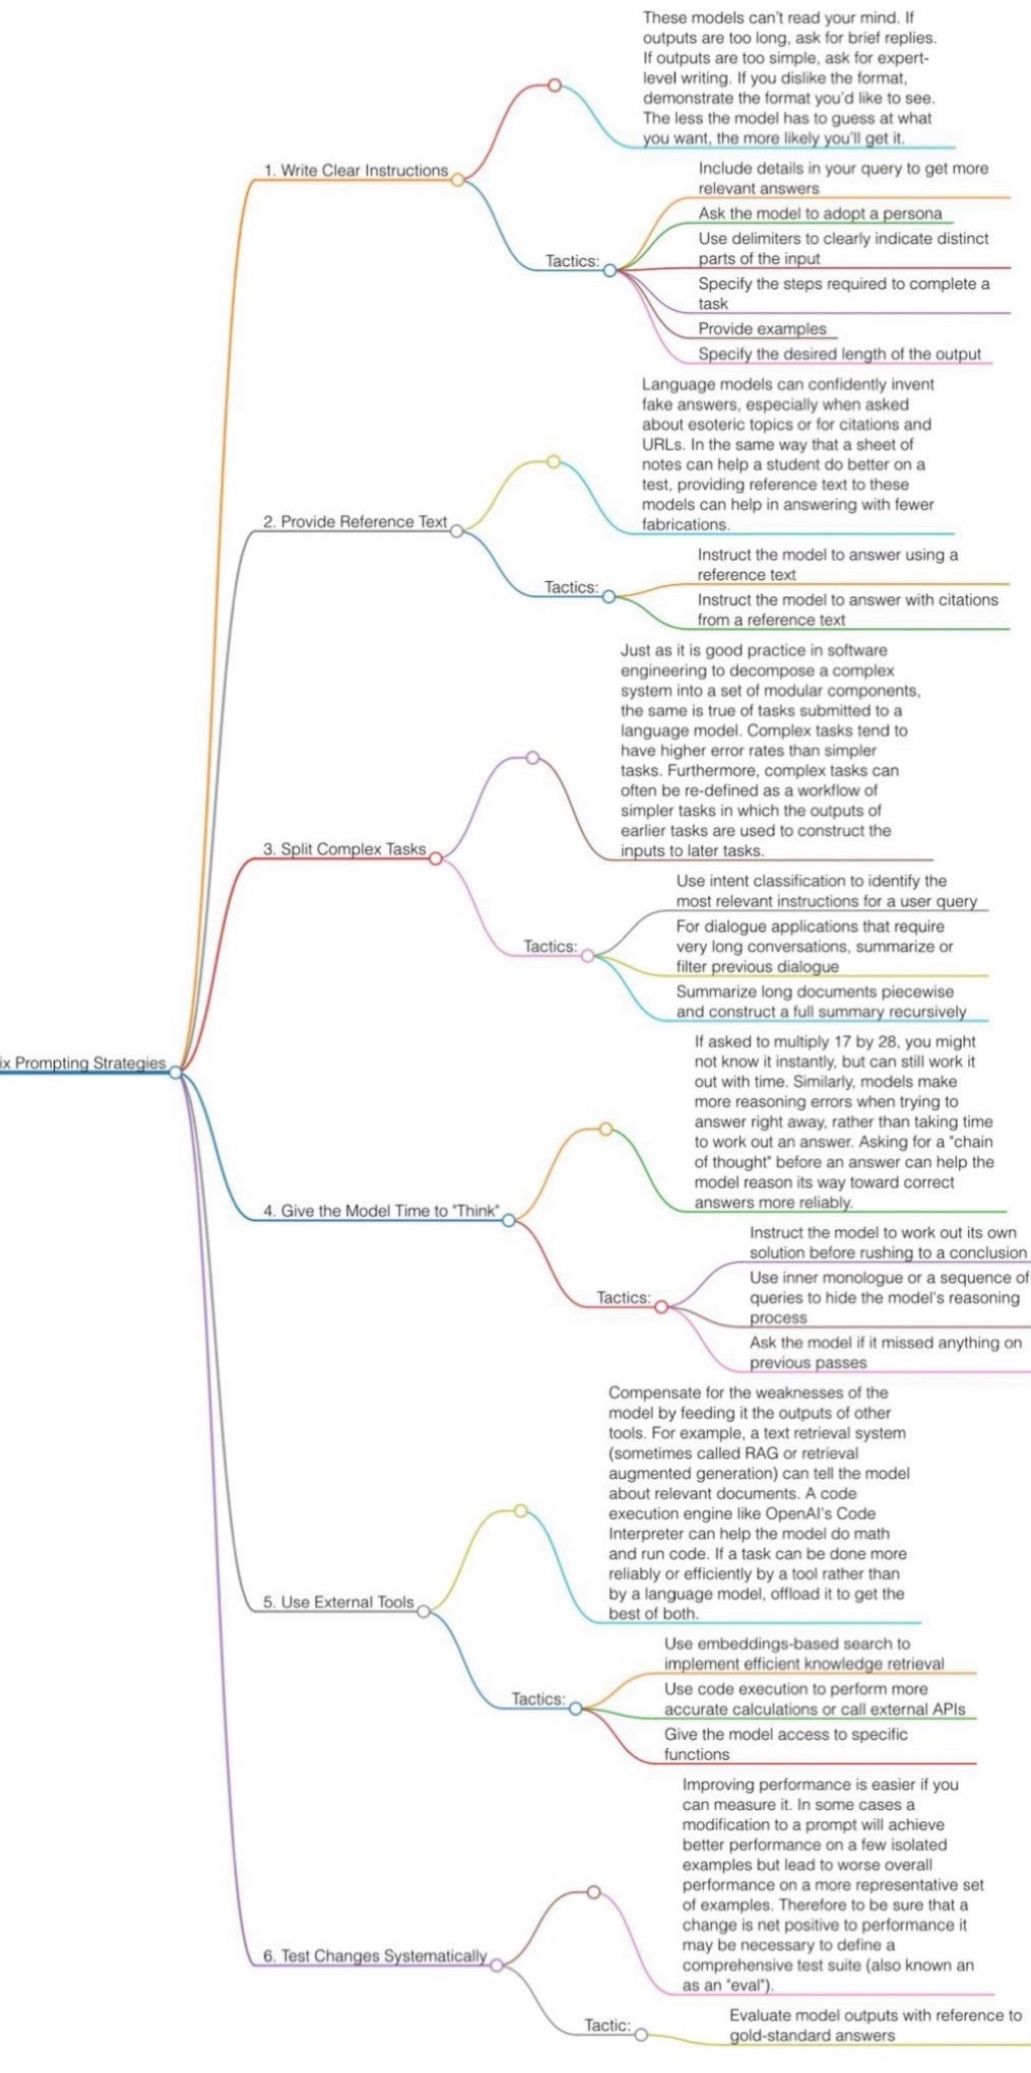 These models can't read your mind. If
outputs are too long, ask for brief replies.
If outputs are too simple, ask for expert-
level writing. If you dislike the format,
demonstrate the format you'd like to see.
The less the model has to guess at what
you want, the more likely you'll get it.
1. Write Clear Instructions
Include details in your query to get more
relevant answers
Ask the model to adopt a persona
Use delimiters to clearly indicate distinct
parts of the input
Tactics:
Specify the steps required to complete a
task
Provide examples
Specify the desired length of the output
Language models can confidently invent
fake answers, especially when asked
about esoteric topics or for citations and
URLs. In the same way that a sheet of
notes can help a student do better on a
test, providing reference text to these
models can help in answering with fewer
fabrications.
2. Provide Reference Text
Instruct the model to answer using a
reference text
Tactics:
Instruct the model to answer with citations
from a reference text
Just as it is good practice in software
engineering to decompose a complex
system into a set of modular components,
the same is true of tasks submitted to a
language model. Complex tasks tend to
have higher error rates than simpler
tasks. Furthermore, complex tasks can
often be re-defined as a workflow of
simpler tasks in which the outputs of
earlier tasks are used to construct the
inputs to later tasks.
3. Split Complex Tasks
Use intent classification to identify the
most relevant instructions for a user query
For dialogue applications that require
very long conversations, summarize or
filter previous dialogue
Tactics:
Summarize long documents piecewise
and construct a full summary recursively
ix Prompting Strategies
If asked to multiply 17 by 28, you might
not know it instantly, but can still work it
out with time. Similarly, models make
more reasoning errors when trying to
answer right away, rather than taking time
to work out an answer. Asking for a "chain
of thought" before an answer can help the
model reason its way toward correct
answers more reliably.
4. Give the Model Time to "Think"
Instruct the model to work out its own
solution before rushing to a conclusion
Tactics:
Use inner monologue or a sequence of
queries to hide the model's reasoning
process
Ask the model if it missed anything on
previous passes
Compensate for the weaknesses of the
model by feeding it the outputs of other
tools. For example, a text retrieval system
(sometimes called RAG or retrieval
augmented generation) can tell the model
about relevant documents. A code
execution engine like OpenAI's Code
Interpreter can help the model do math
and run code. If a task can be done more
reliably or efficiently by a tool rather than
by a language model, offload it to get the
best of both.
5. Use External Tools
Use embeddings-based search to
implement efficient knowledge retrieval
Tactics:
Use code execution to perform more
accurate calculations or call external APIs
Give the model access to specific
functions
Improving performance is easier if you
can measure it. In some cases a
modification to a prompt will achieve
better performance on a few isolated
examples but lead to worse overall
performance on a more representative set
of examples. Therefore to be sure that a
change is net positive to performance it
may be necessary to define a
comprehensive test suite (also known an
as an "eval").
6. Test Changes Systematically
Tactic:
Evaluate model outputs with reference to
gold-standard answers